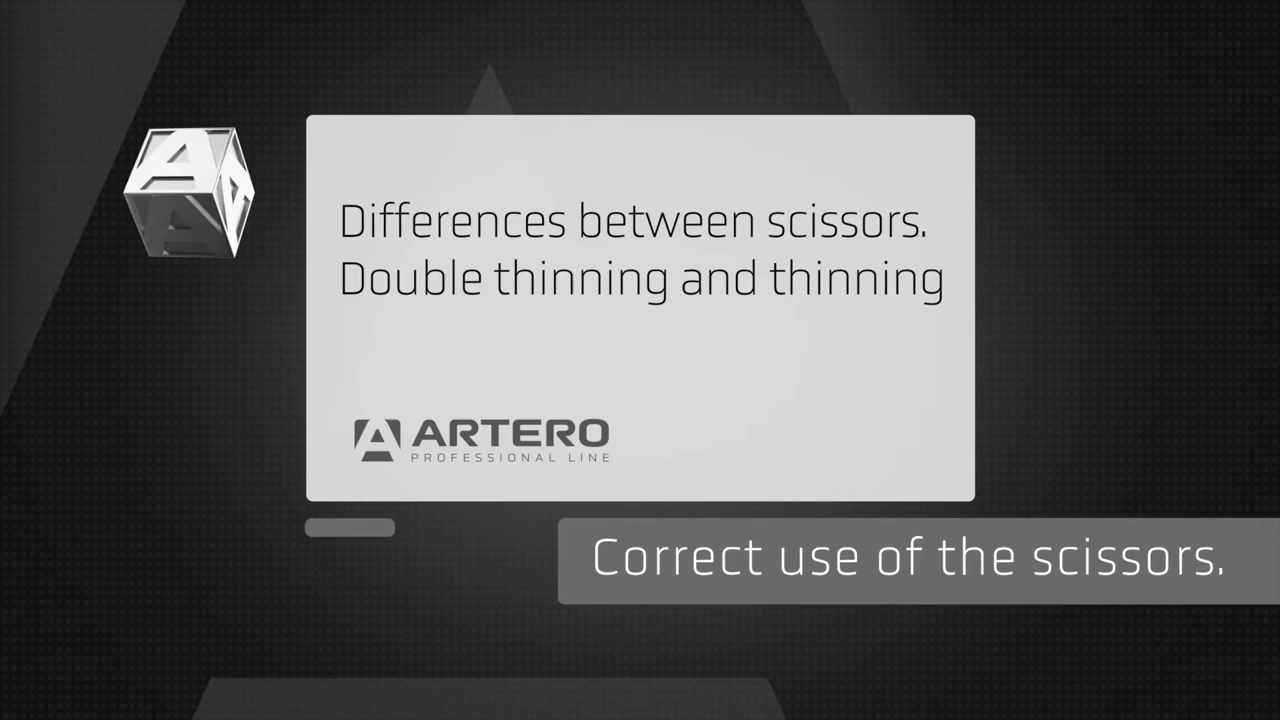 Differences between scissors.
Double thinning and thinning
ARTERO
PROFESSIONAL LINE
Correct use of the scissors.